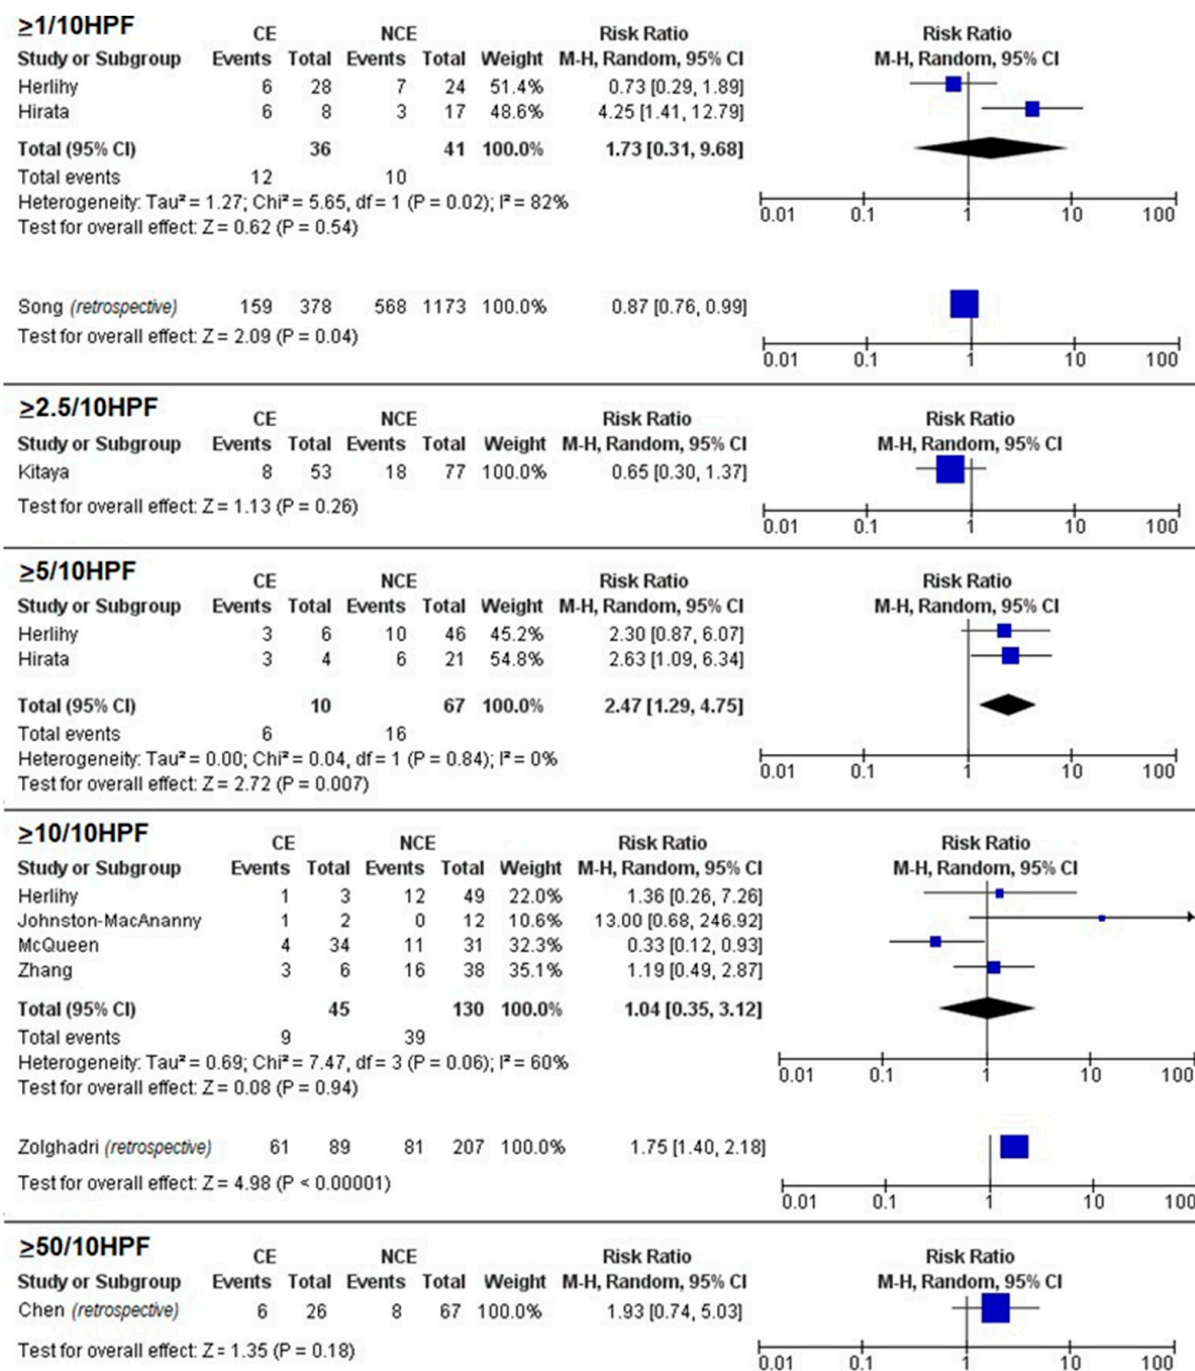 ≥1/10HPF
CE NCE Risk Ratio Risk Ratio
Study or Subgroup Events Total Events Total Weight M-H, Random, 95% CI M-H, Random, 95% CI
Herlihy 6 28 7 24 51.4% 0.73 [0.29, 1.89]
Hirata 6 8 3 17 48.6% 4.25 [1.41, 12.79]
Total (95% CI) 36 41 100.0% 1.73 [0.31, 9.68]
Total events 12 10
Heterogeneity: Tau² = 1.27; Chi² = 5.65, df = 1 (P = 0.02); I² = 82%
Test for overall effect: Z = 0.62 (P = 0.54)
0.01 0.1 1 10 100
Song (retrospective) 159 378 568 1173 100.0% 0.87 [0.76, 0.99]
Test for overall effect: Z = 2.09 (P = 0.04)
0.01 0.1 1 10 100
≥2.5/10HPF
CE NCE Risk Ratio Risk Ratio
Study or Subgroup Events Total Events Total Weight M-H, Random, 95% CI M-H, Random, 95% CI
Kitaya 8 53 18 77 100.0% 0.65 [0.30, 1.37]
Test for overall effect: Z = 1.13 (P = 0.26)
0.01 0.1 1 10 100
≥5/10HPF
CE NCE Risk Ratio Risk Ratio
Study or Subgroup Events Total Events Total Weight M-H, Random, 95% CI M-H, Random, 95% CI
Herlihy 3 6 10 46 45.2% 2.30 [0.87, 6.07]
Hirata 3 4 6 21 54.8% 2.63 [1.09, 6.34]
Total (95% CI) 10 67 100.0% 2.47 [1.29, 4.75]
Total events 6 16
Heterogeneity: Tau² = 0.00; Chi² = 0.04, df = 1 (P = 0.84); I² = 0%
Test for overall effect: Z = 2.72 (P = 0.007)
0.01 0.1 1 10 100
≥10/10HPF
CE NCE Risk Ratio Risk Ratio
Study or Subgroup Events Total Events Total Weight M-H, Random, 95% CI M-H, Random, 95% CI
Herlihy 1 3 12 49 22.0% 1.36 [0.26, 7.26]
Johnston-MacAnanny 1 2 0 12 10.6% 13.00 [0.68, 246.92]
McQueen 4 34 11 31 32.3% 0.33 [0.12, 0.93]
Zhang 3 6 16 38 35.1% 1.19 [0.49, 2.87]
Total (95% CI) 45 130 100.0% 1.04 [0.35, 3.12]
Total events 9 39
Heterogeneity: Tau² = 0.69; Chi² = 7.47, df = 3 (P = 0.06); I² = 60%
Test for overall effect: Z = 0.08 (P = 0.94)
0.01 0.1 1 10 100
Zolghadri (retrospective) 61 89 81 207 100.0% 1.75 [1.40, 2.18]
Test for overall effect: Z = 4.98 (P < 0.00001)
0.01 0.1 1 10 100
≥50/10HPF
CE NCE Risk Ratio Risk Ratio
Study or Subgroup Events Total Events Total Weight M-H, Random, 95% CI M-H, Random, 95% CI
Chen (retrospective) 6 26 8 67 100.0% 1.93 [0.74, 5.03]
Test for overall effect: Z = 1.35 (P = 0.18)
0.01 0.1 1 10 100